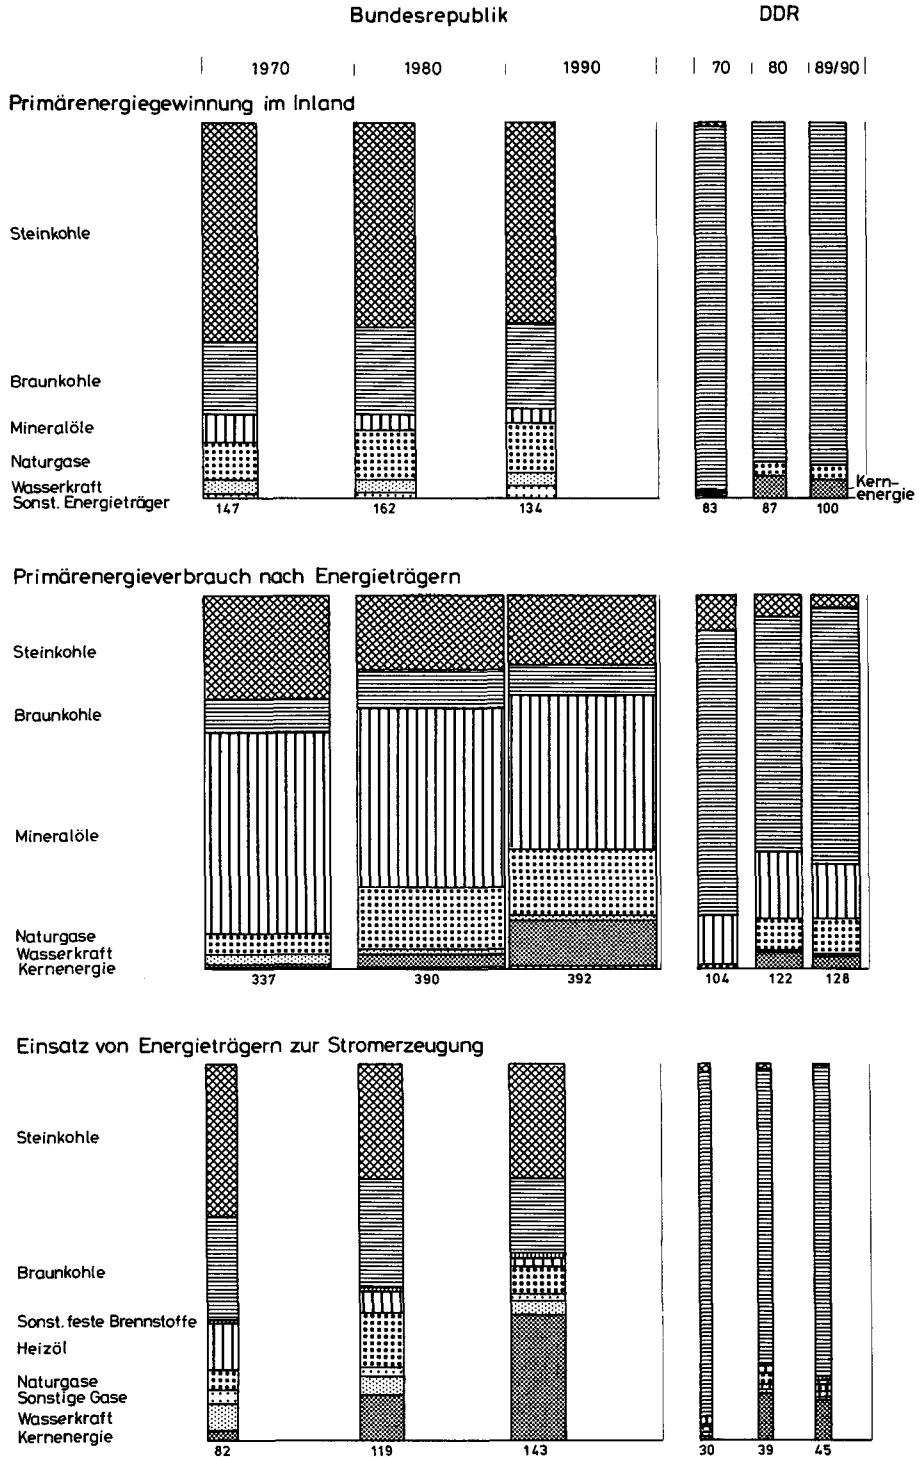 Bundesrepublik DDR
1970 1980 1990 70 80 89/90
Primärenergiegewinnung im Inland
Steinkohle
Braunkohle
Mineralöle
Naturgase
Wasserkraft
Sonst. Energieträger
Kern-
energie
147 162 134 83 87 100
Primärenergieverbrauch nach Energieträgern
Steinkohle
Braunkohle
Mineralöle
Naturgase
Wasserkraft
Kernenergie
337 390 392 104 122 128
Einsatz von Energieträgern zur Stromerzeugung
Steinkohle
Braunkohle
Sonst. feste Brennstoffe
Heizöl
Naturgase
Sonstige Gase
Wasserkraft
Kernenergie
82 119 143 30 39 45